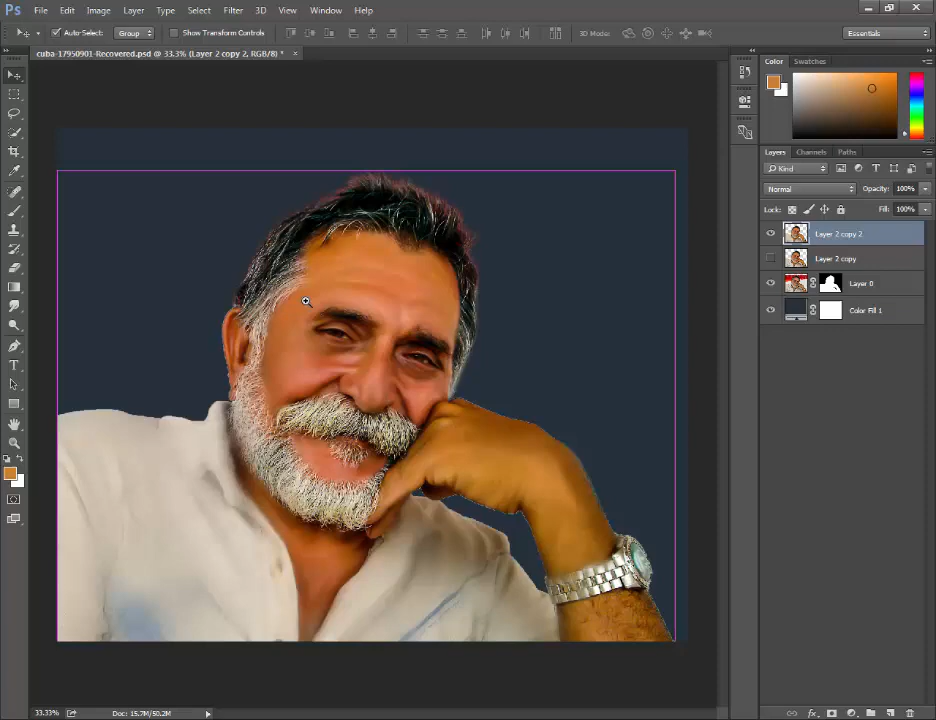 Ps File Edit Image Layer Type Select Filter 3D View Window Help
Auto-Select: Group Show Transform Controls 3D Mode: Essentials
cuba-17950901-Recovered.psd @ 33.3% (Layer 2 copy 2, RGB/8) * ×
Color Swatches
Layers Channels Paths
Kind
Normal Opacity: 100%
Lock: Fill: 100%
Layer 2 copy 2
Layer 2 copy
Layer 0
Color Fill 1
33.33% Doc: 15.7M/50.2M